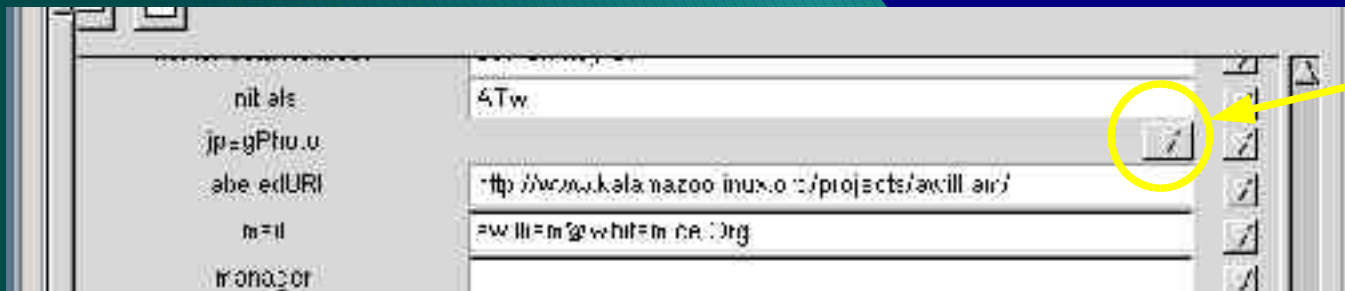 initials ATw
jpegPhoto
labeledURI http://www.kalamazoolinux.org/projects/awilliam/
mail awilliam@whitemice.Org
manager